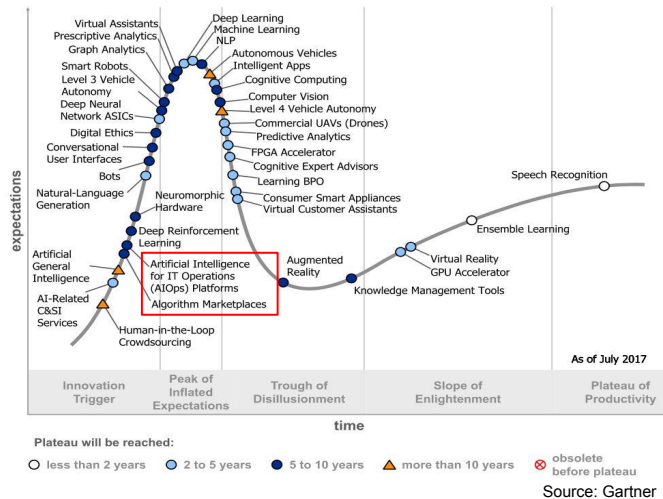 Virtual Assistants
Prescriptive Analytics
Graph Analytics
Smart Robots
Level 3 Vehicle
Autonomy
Deep Neural
Network ASICs
Digital Ethics
Conversational
User Interfaces
Bots
Natural-Language
Generation
Artificial
General
Intelligence
AI-Related
C&SI
Services
Deep Learning
Machine Learning
NLP
Autonomous Vehicles
Intelligent Apps
Cognitive Computing
Computer Vision
Level 4 Vehicle Autonomy
Commercial UAVs (Drones)
Predictive Analytics
FPGA Accelerator
Cognitive Expert Advisors
Learning BPO
Consumer Smart Appliances
Virtual Customer Assistants
Neuromorphic
Hardware
Deep Reinforcement
Learning
Artificial Intelligence
for IT Operations
(AIOps) Platforms
Algorithm Marketplaces
Human-in-the-Loop
Crowdsourcing
Augmented
Reality
Knowledge Management Tools
Virtual Reality
GPU Accelerator
Ensemble Learning
Speech Recognition
expectations
As of July 2017
Innovation
Trigger
Peak of
Inflated
Expectations
Trough of
Disillusionment
Slope of
Enlightenment
Plateau of
Productivity
time
Plateau will be reached:
less than 2 years
2 to 5 years
5 to 10 years
more than 10 years
obsolete
before plateau
Source: Gartner